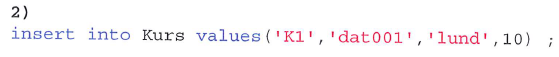 2)
insert into Kurs values('K1','dat001','lund',10) ;